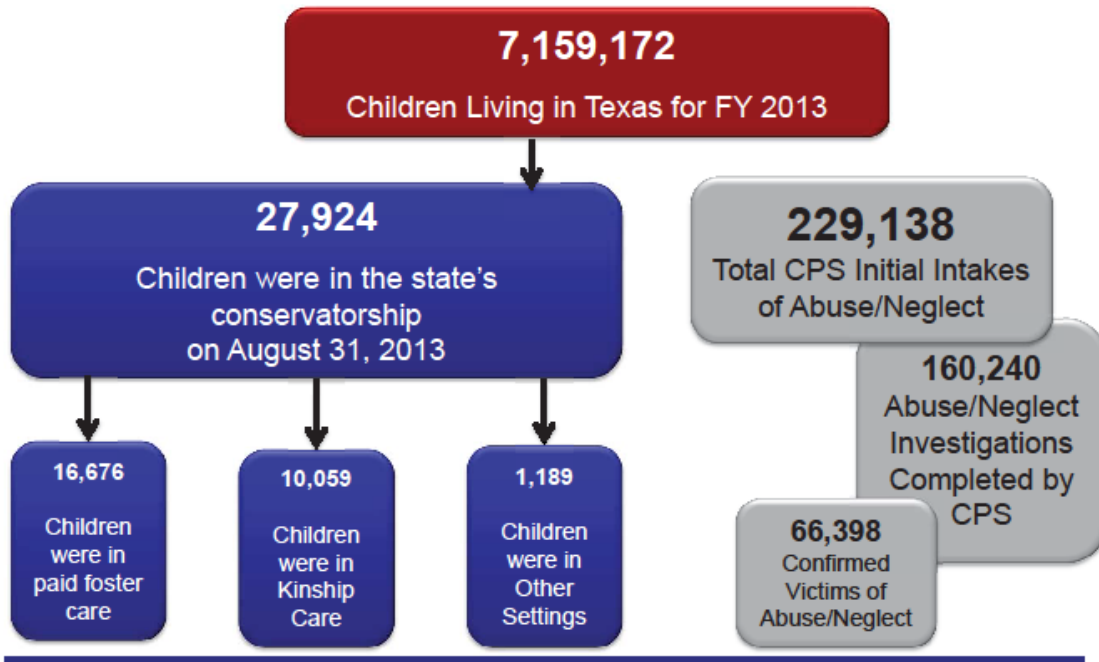 7,159,172
Children Living in Texas for FY 2013
27,924
Children were in the state's
conservatorship
on August 31, 2013
229,138
Total CPS Initial Intakes
of Abuse/Neglect
160,240
Abuse/Neglect
Investigations
Completed by
CPS
16,676
Children
were in
paid foster
care
10,059
Children
were in
Kinship
Care
1,189
Children
were in
Other
Settings
66,398
Confirmed
Victims of
Abuse/Neglect